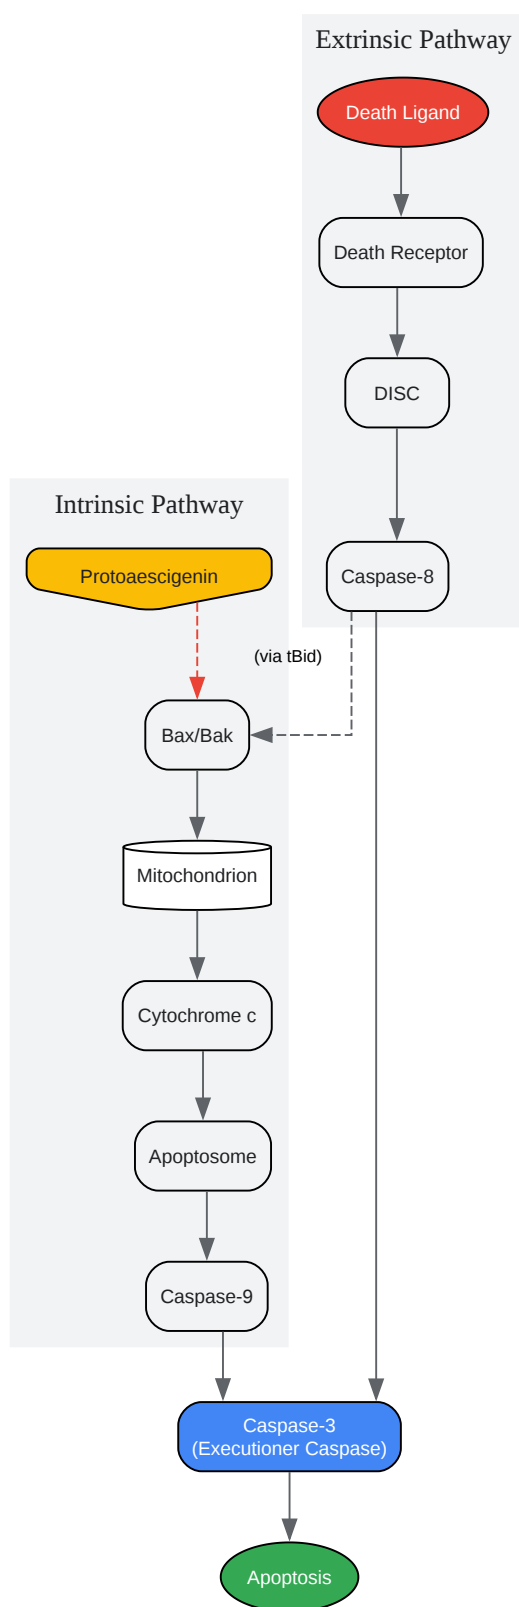 Extrinsic Pathway
Death Ligand
Death Receptor
DISC
Caspase-8
Intrinsic Pathway
Protoaescigenin
(via tBid)
Bax/Bak
Mitochondrion
Cytochrome c
Apoptosome
Caspase-9
Caspase-3
(Executioner Caspase)
Apoptosis